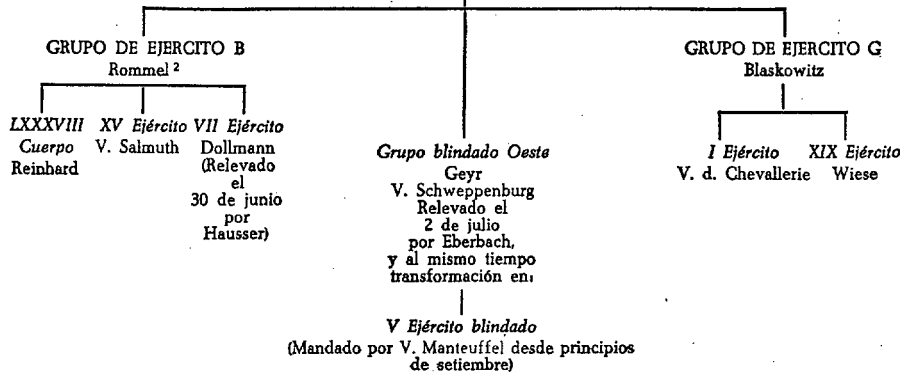 GRUPO DE EJERCITO B
Rommel ²
LXXXVIII
Cuerpo
Reinhard
XV Ejército
V. Salmuth
VII Ejército
Dollmann
(Relevado
el
30 de junio
por
Hausser)
Grupo blindado Oeste
Geyr
V. Schweppenburg
Relevado el
2 de julio
por Eberbach,
y al mismo tiempo
transformación en:
V Ejército blindado
(Mandado por V. Manteuffel desde principios
de setiembre)
GRUPO DE EJERCITO G
Blaskowitz
I Ejército
V. d. Chevallerie
XIX Ejército
Wiese